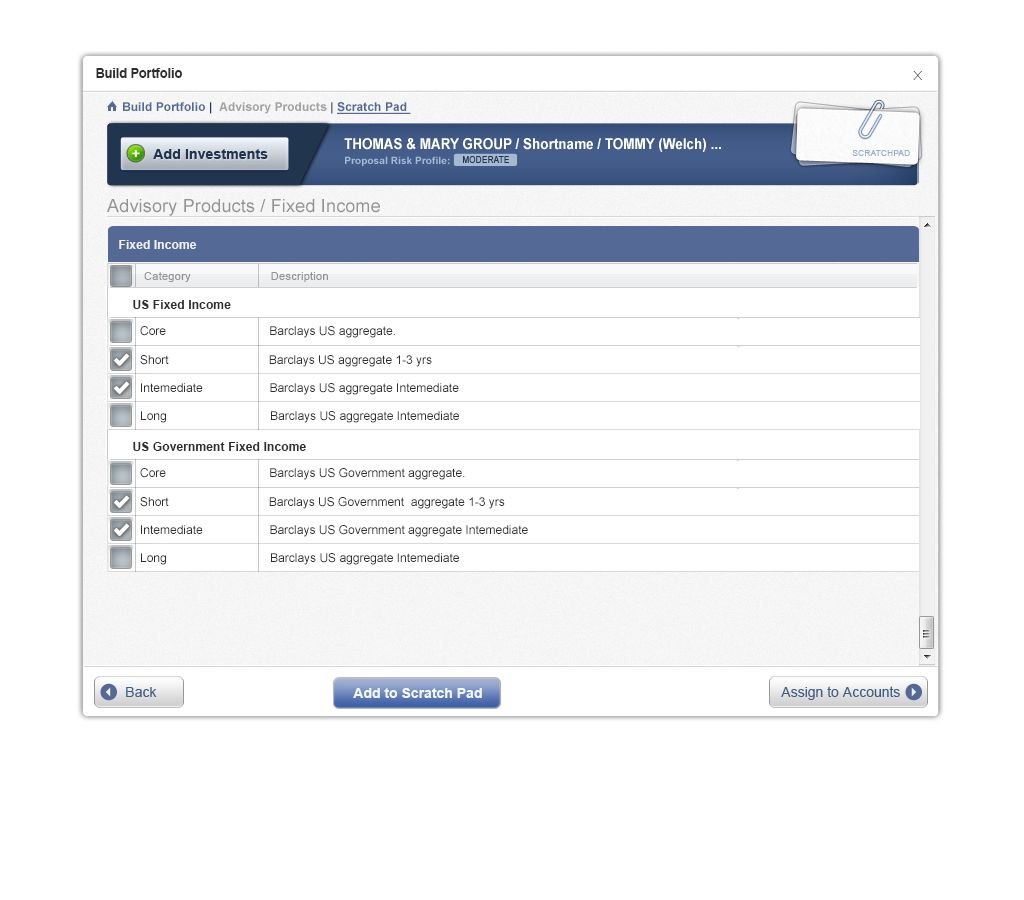 Build Portfolio
Build Portfolio | Advisory Products | Scratch Pad
Add Investments
THOMAS & MARY GROUP / Shortname / TOMMY (Welch) ...
Proposal Risk Profile: MODERATE
SCRATCHPAD
Advisory Products / Fixed Income
Fixed Income
Category Description
US Fixed Income
Core Barclays US aggregate.
Short Barclays US aggregate 1-3 yrs
Intemediate Barclays US aggregate Intemediate
Long Barclays US aggregate Intemediate
US Government Fixed Income
Core Barclays US Government aggregate.
Short Barclays US Government  aggregate 1-3 yrs
Intemediate Barclays US Government aggregate Intemediate
Long Barclays US aggregate Intemediate
Back Add to Scratch Pad Assign to Accounts